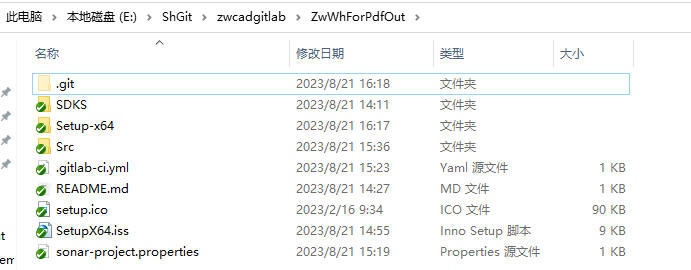 此电脑 › 本地磁盘 (E:) › ShGit › zwcadgitlab › ZwWhForPdfOut ›
名称 修改日期 类型 大小
.git 2023/8/21 16:18 文件夹
SDKS 2023/8/21 14:11 文件夹
Setup-x64 2023/8/21 16:17 文件夹
Src 2023/8/21 15:36 文件夹
.gitlab-ci.yml 2023/8/21 15:23 Yaml 源文件 1 KB
README.md 2023/8/21 14:27 MD 文件 1 KB
setup.ico 2023/2/16 9:34 ICO 文件 90 KB
SetupX64.iss 2023/8/21 14:55 Inno Setup 脚本 9 KB
sonar-project.properties 2023/8/21 15:19 Properties 源文件 1 KB
it
em